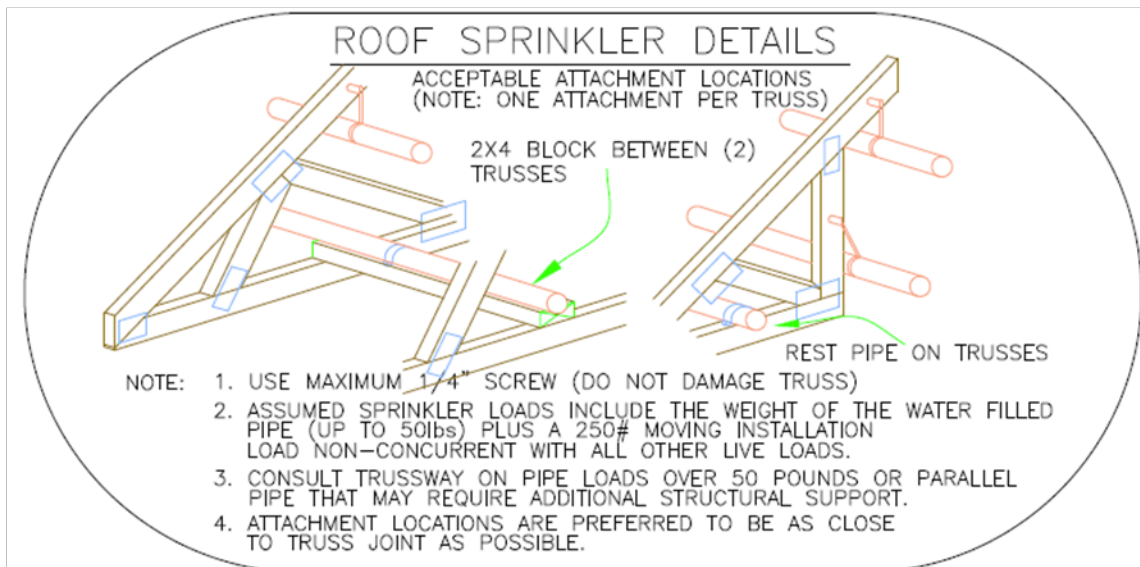 ROOF SPRINKLER DETAILS
ACCEPTABLE ATTACHMENT LOCATIONS
(NOTE: ONE ATTACHMENT PER TRUSS)
2X4 BLOCK BETWEEN (2)
TRUSSES
REST PIPE ON TRUSSES
NOTE: 1. USE MAXIMUM 1/4" SCREW (DO NOT DAMAGE TRUSS)
2. ASSUMED SPRINKLER LOADS INCLUDE THE WEIGHT OF THE WATER FILLED
PIPE (UP TO 50lbs) PLUS A 250# MOVING INSTALLATION
LOAD NON-CONCURRENT WITH ALL OTHER LIVE LOADS.
3. CONSULT TRUSSWAY ON PIPE LOADS OVER 50 POUNDS OR PARALLEL
PIPE THAT MAY REQUIRE ADDITIONAL STRUCTURAL SUPPORT.
4. ATTACHMENT LOCATIONS ARE PREFERRED TO BE AS CLOSE
TO TRUSS JOINT AS POSSIBLE.